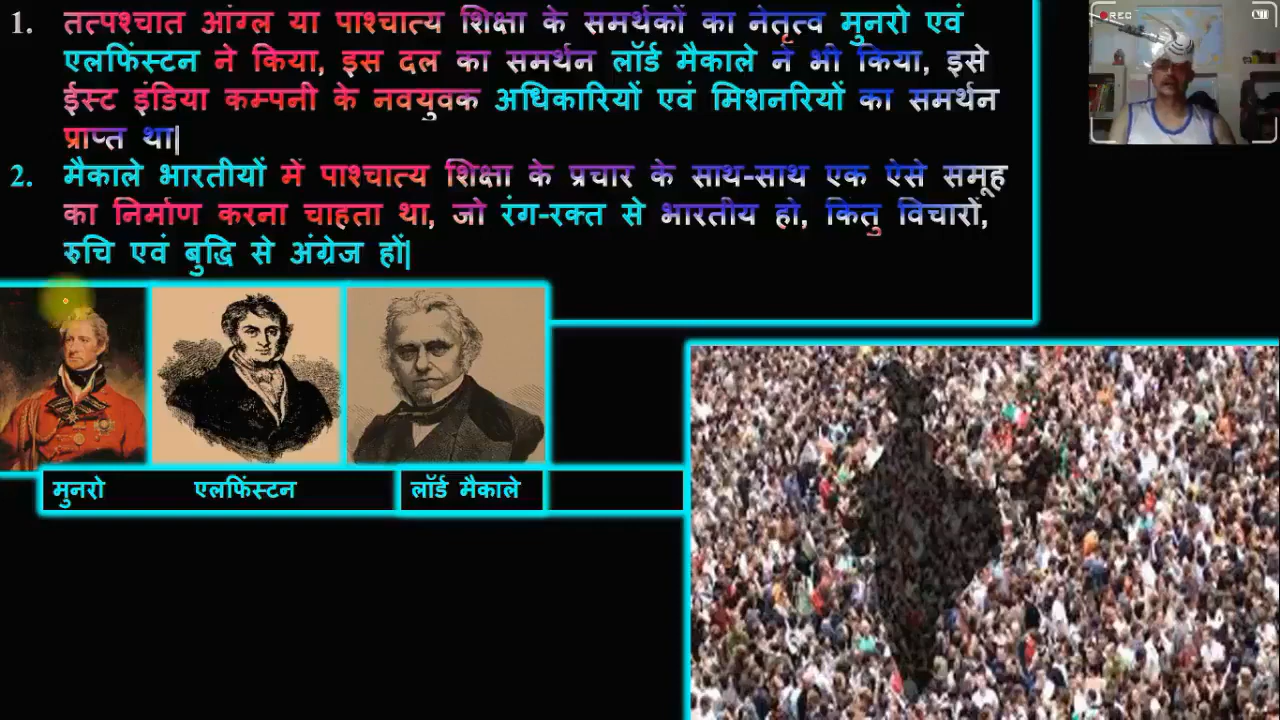 1. तत्पश्चात आंग्ल या पाश्चात्य शिक्षा के समर्थकों का नेतृत्व मुनरो एवं
एलफिंस्टन ने किया, इस दल का समर्थन लॉर्ड मैकाले ने भी किया, इसे
ईस्ट इंडिया कम्पनी के नवयुवक अधिकारियों एवं मिशनरियों का समर्थन
प्राप्त था|
2. मैकाले भारतीयों में पाश्चात्य शिक्षा के प्रचार के साथ-साथ एक ऐसे समूह
का निर्माण करना चाहता था, जो रंग-रक्त से भारतीय हो, किंतु विचारों,
रुचि एवं बुद्धि से अंग्रेज हों|
मुनरो एलफिंस्टन लॉर्ड मैकाले
REC